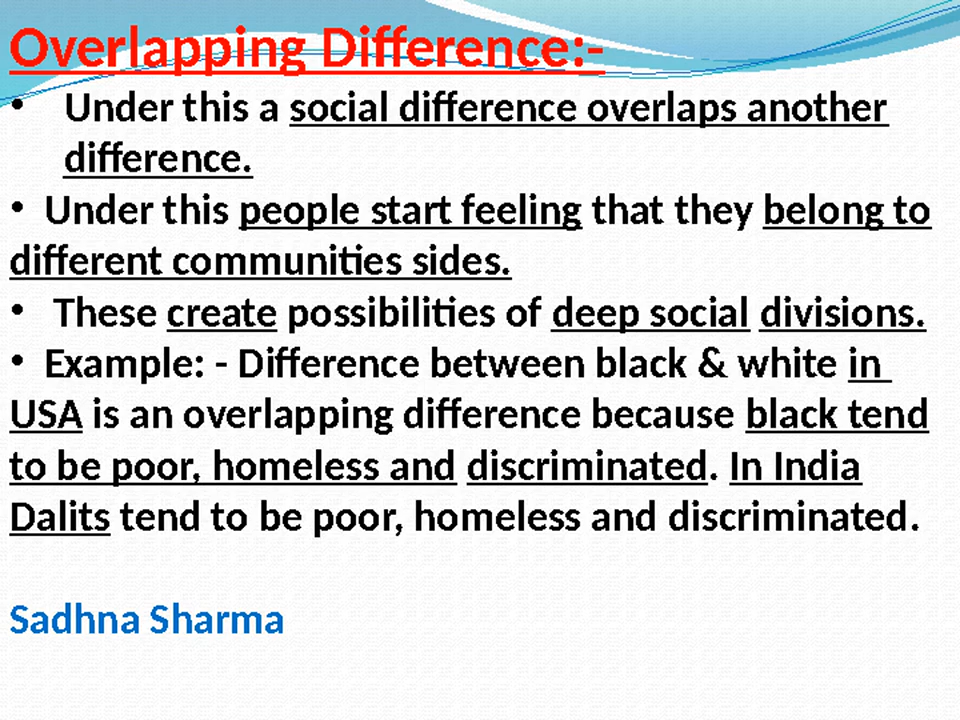 Overlapping Difference:-
• Under this a social difference overlaps another
difference.
• Under this people start feeling that they belong to
different communities sides.
• These create possibilities of deep social divisions.
• Example: - Difference between black & white in
USA is an overlapping difference because black tend
to be poor, homeless and discriminated. In India
Dalits tend to be poor, homeless and discriminated.
Sadhna Sharma